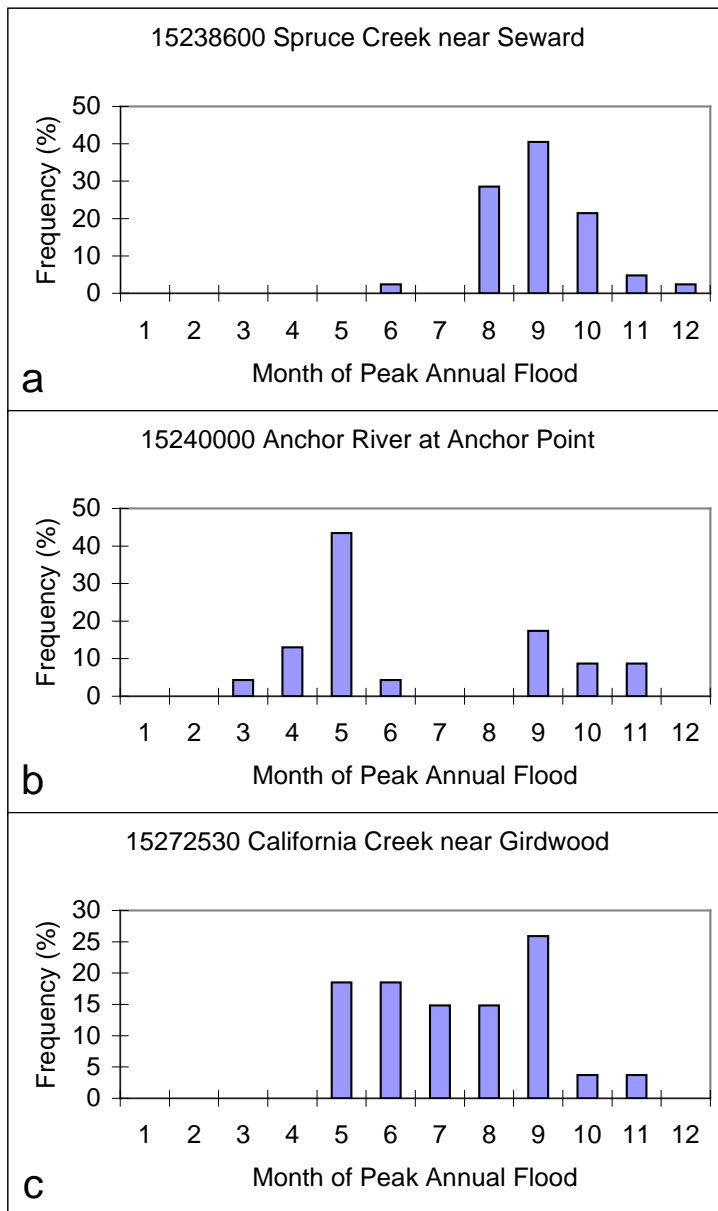 15238600 Spruce Creek near Seward
Frequency (%)
50
40
30
20
10
0
1 2 3 4 5 6 7 8 9 10 11 12
Month of Peak Annual Flood
a
15240000 Anchor River at Anchor Point
Frequency (%)
50
40
30
20
10
0
1 2 3 4 5 6 7 8 9 10 11 12
Month of Peak Annual Flood
b
15272530 California Creek near Girdwood
Frequency (%)
30
25
20
15
10
5
0
1 2 3 4 5 6 7 8 9 10 11 12
Month of Peak Annual Flood
c